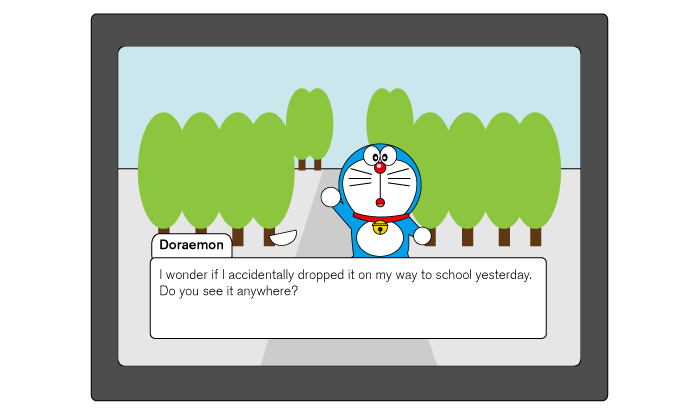 Doraemon
I wonder if I accidentally dropped it on my way to school yesterday.
Do you see it anywhere?